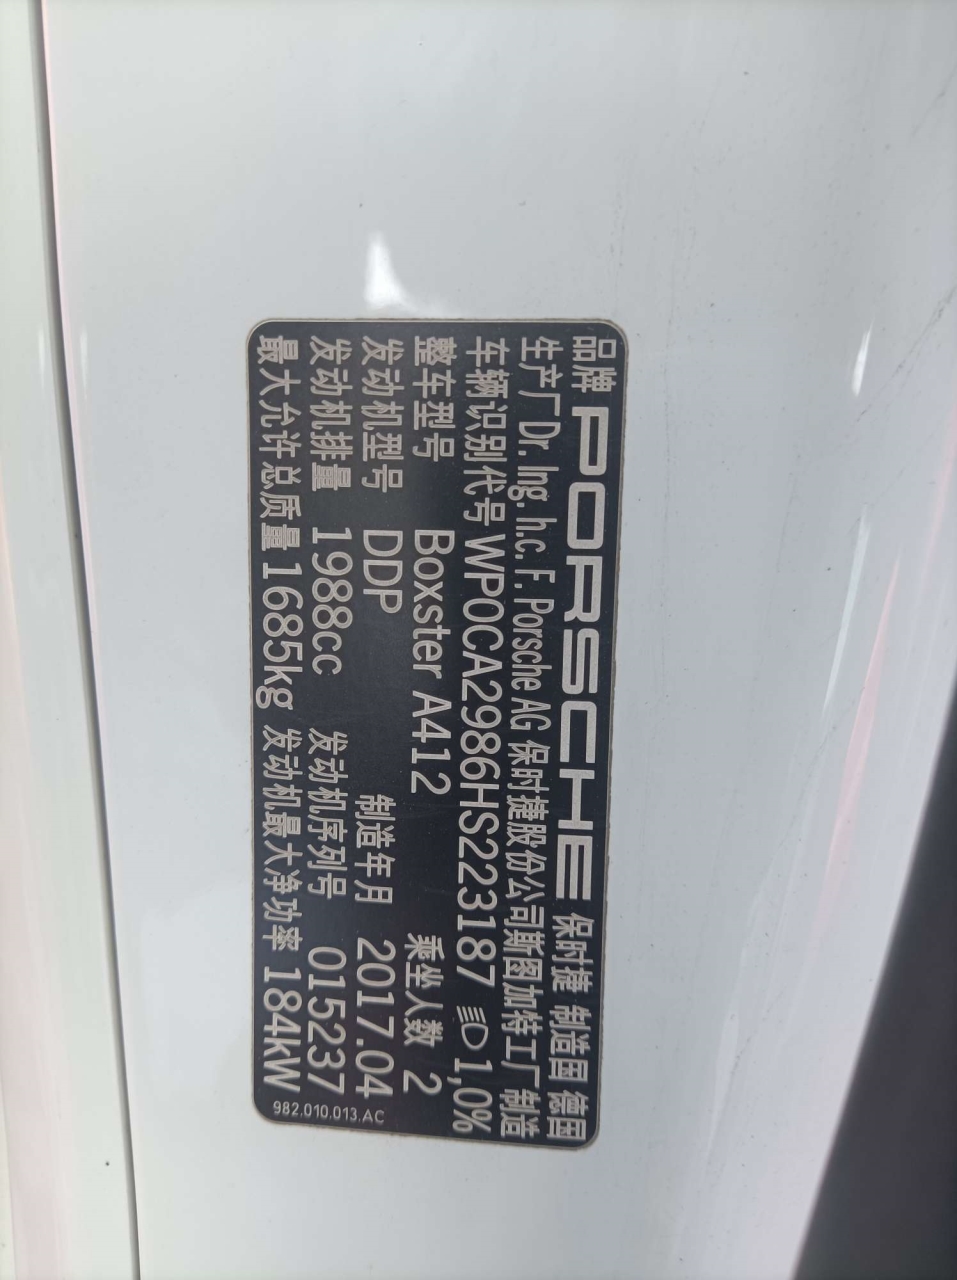 品牌 PORSCHE 保时捷 制造国 德国
生产厂Dr. Ing. h.c. F. Porsche AG 保时捷股份公司斯图加特工厂制造
车辆识别代号 WP0CA2986HS223187 1,0%
整车型号 Boxster A412 乘坐人数 2
发动机型号 DDP 制造年月 2017.04
发动机排量 1988cc 发动机序列号 015237
最大允许总质量 1685kg 发动机最大净功率 184kW
982.010.013.AC